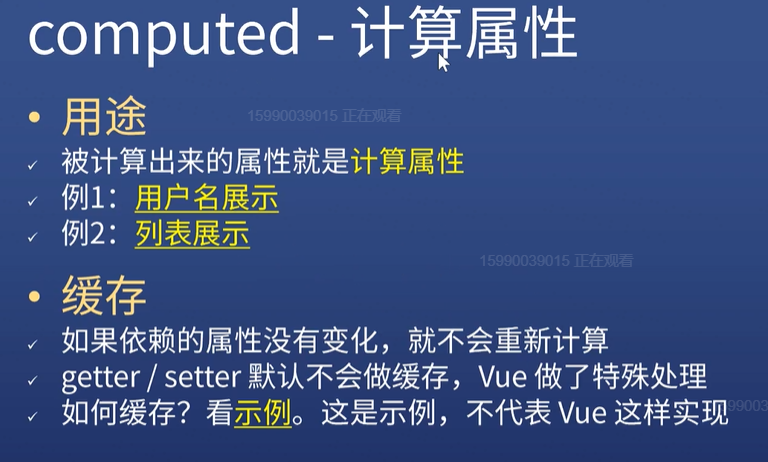 computed - 计算属性
• 用途
15990039015 正在观看
✓ 被计算出来的属性就是计算属性
✓ 例1：用户名展示
✓ 例2：列表展示
15990039015 正在观看
• 缓存
✓ 如果依赖的属性没有变化，就不会重新计算
✓ getter / setter 默认不会做缓存，Vue 做了特殊处理
✓ 如何缓存？看示例。这是示例，不代表 Vue 这样实现